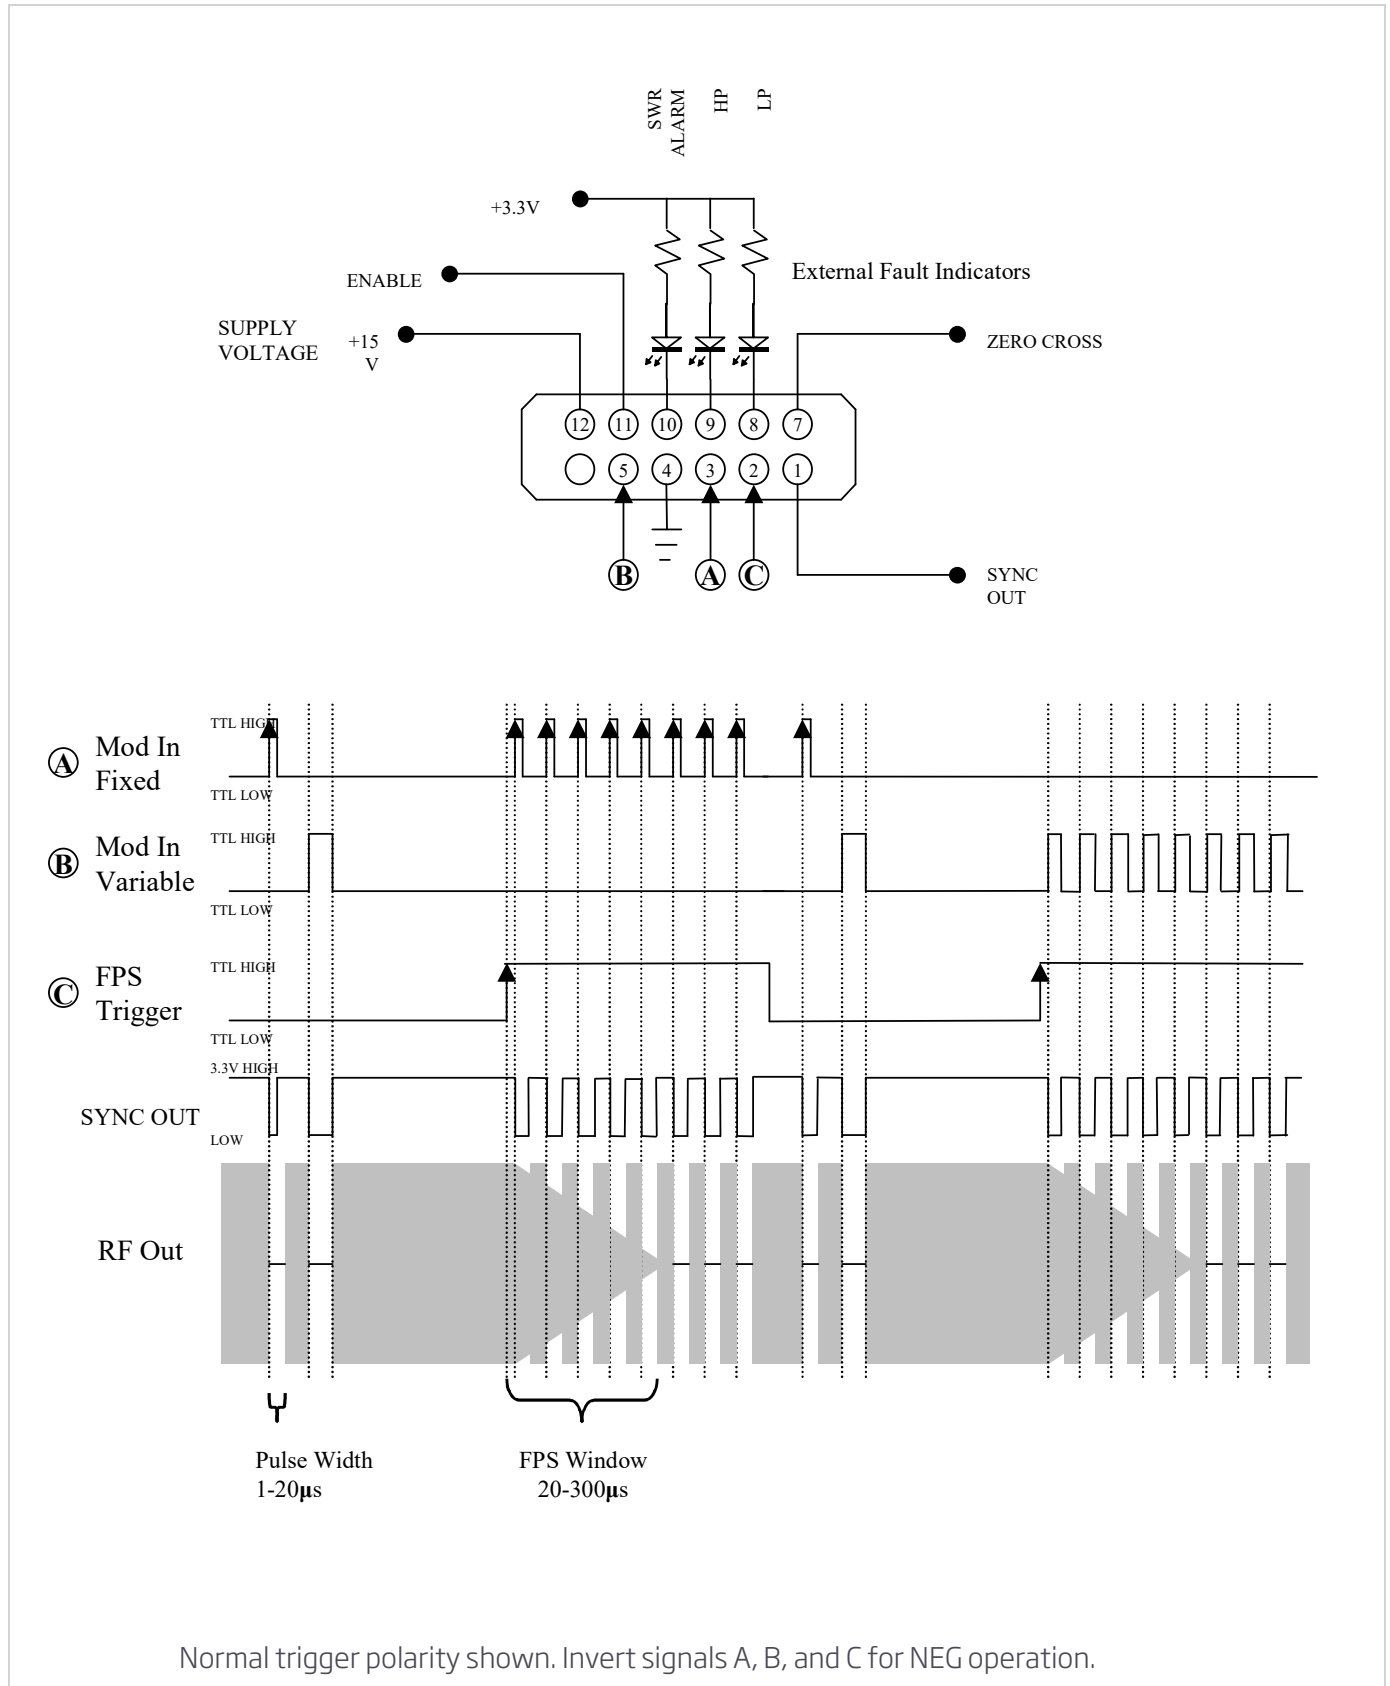 SWR
ALARM
HP
LP
+3.3V
External Fault Indicators
ENABLE
SUPPLY
VOLTAGE
+15
V
ZERO CROSS
12 11 10 9 8 7
5 4 3 2 1
B A C
SYNC
OUT
TTL HIGH
A Mod In
Fixed
TTL LOW
TTL HIGH
B Mod In
Variable
TTL LOW
TTL HIGH
C FPS
Trigger
TTL LOW
3.3V HIGH
SYNC OUT
LOW
RF Out
Pulse Width
1-20µs
FPS Window
20-300µs
Normal trigger polarity shown. Invert signals A, B, and C for NEG operation.